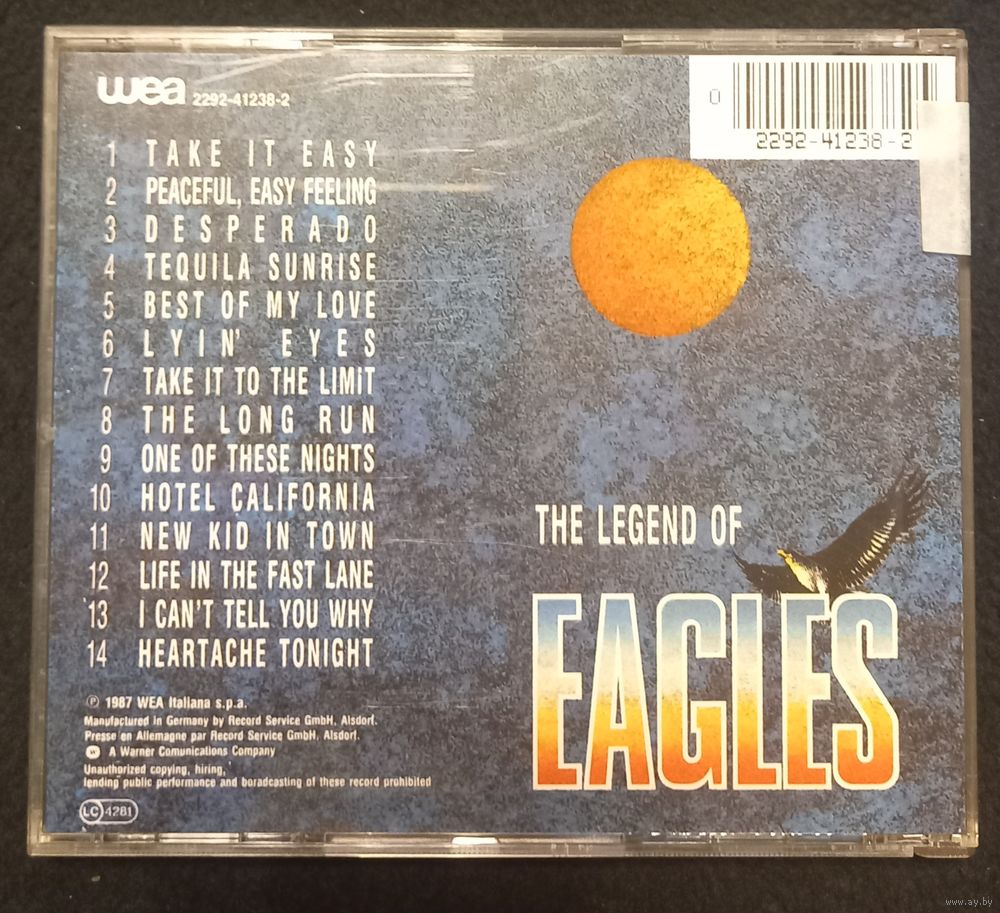 wea 2292-41238-2
0
2292-41238-2
1 TAKE IT EASY
2 PEACEFUL, EASY FEELING
3 DESPERADO
4 TEQUILA SUNRISE
5 BEST OF MY LOVE
6 LYIN' EYES
7 TAKE IT TO THE LIMIT
8 THE LONG RUN
9 ONE OF THESE NIGHTS
10 HOTEL CALIFORNIA
11 NEW KID IN TOWN
12 LIFE IN THE FAST LANE
13 I CAN'T TELL YOU WHY
14 HEARTACHE TONIGHT
THE LEGEND OF
EAGLES
℗ 1987 WEA Italiana s.p.a.
Manufactured in Germany by Record Service GmbH, Alsdorf.
Presse en Allemagne par Record Service GmbH, Alsdorf.
A Warner Comunications Company
Unauthorized copying, hiring,
lending public performance and boradcasting of these record prohibited
LC 4281
www.ay.by